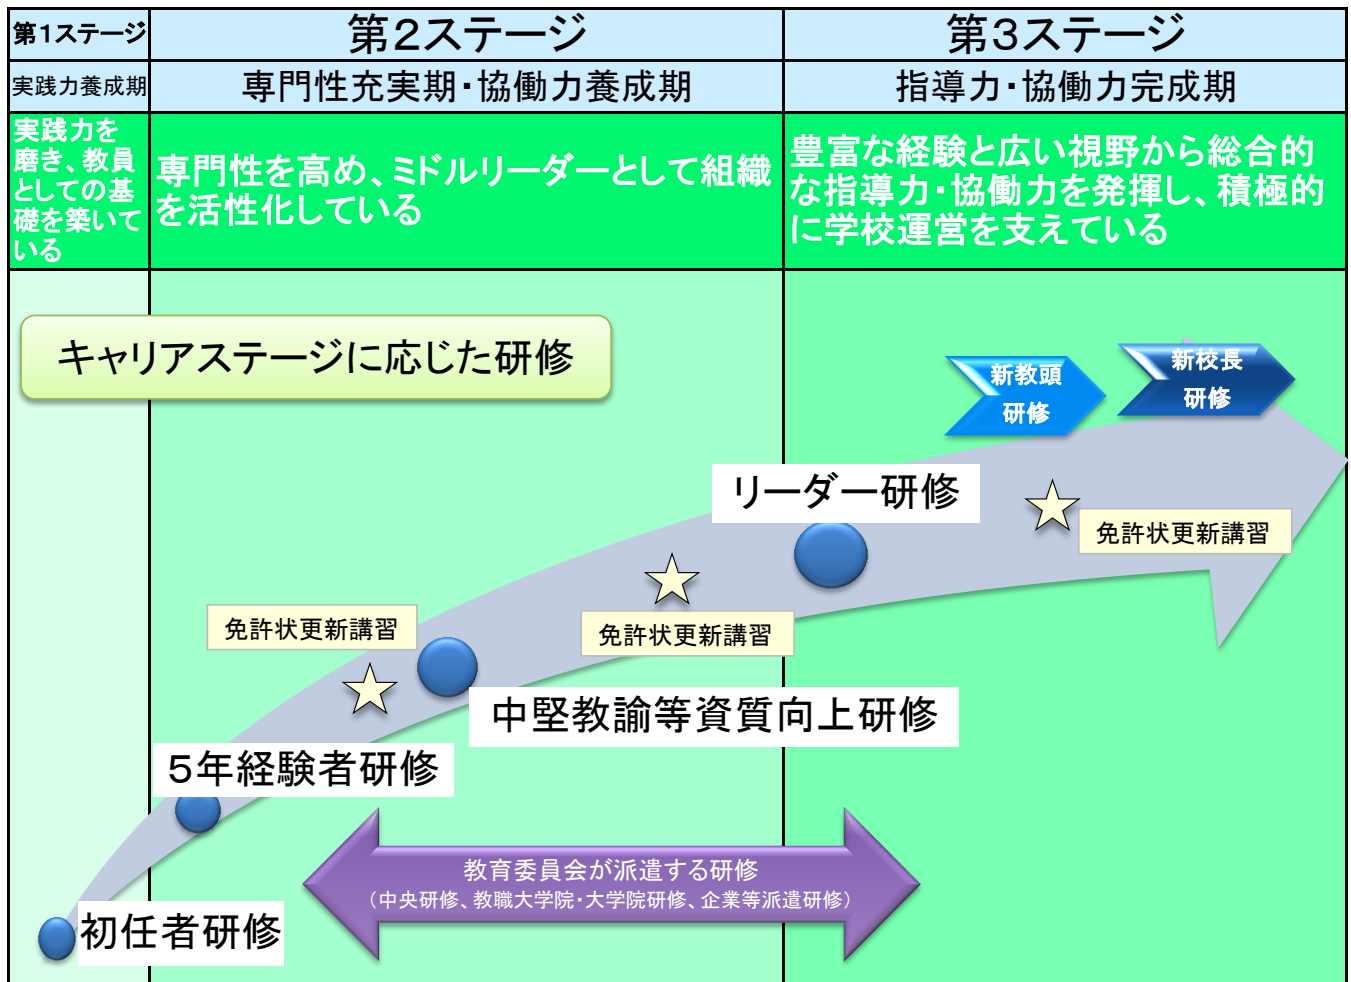 第１ステージ
第２ステージ
第３ステージ
実践力養成期
専門性充実期・協働力養成期
指導力・協働力完成期
実践力を
磨き、教員
としての基
礎を築いて
いる
専門性を高め、ミドルリーダーとして組織
を活性化している
豊富な経験と広い視野から総合的
な指導力・協働力を発揮し、積極的
に学校運営を支えている
キャリアステージに応じた研修
新教頭
研修
新校長
研修
リーダー研修
免許状更新講習
免許状更新講習
免許状更新講習
中堅教諭等資質向上研修
５年経験者研修
教育委員会が派遣する研修
（中央研修、教職大学院・大学院研修、企業等派遣研修）
初任者研修